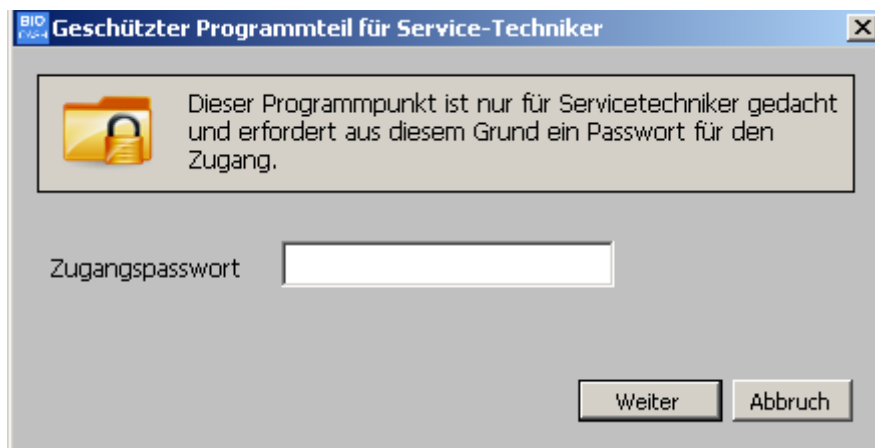 BIO
CASH
Geschützter Programmteil für Service-Techniker
Dieser Programmpunkt ist nur für Servicetechniker gedacht
und erfordert aus diesem Grund ein Passwort für den
Zugang.
Zugangspasswort
Weiter
Abbruch